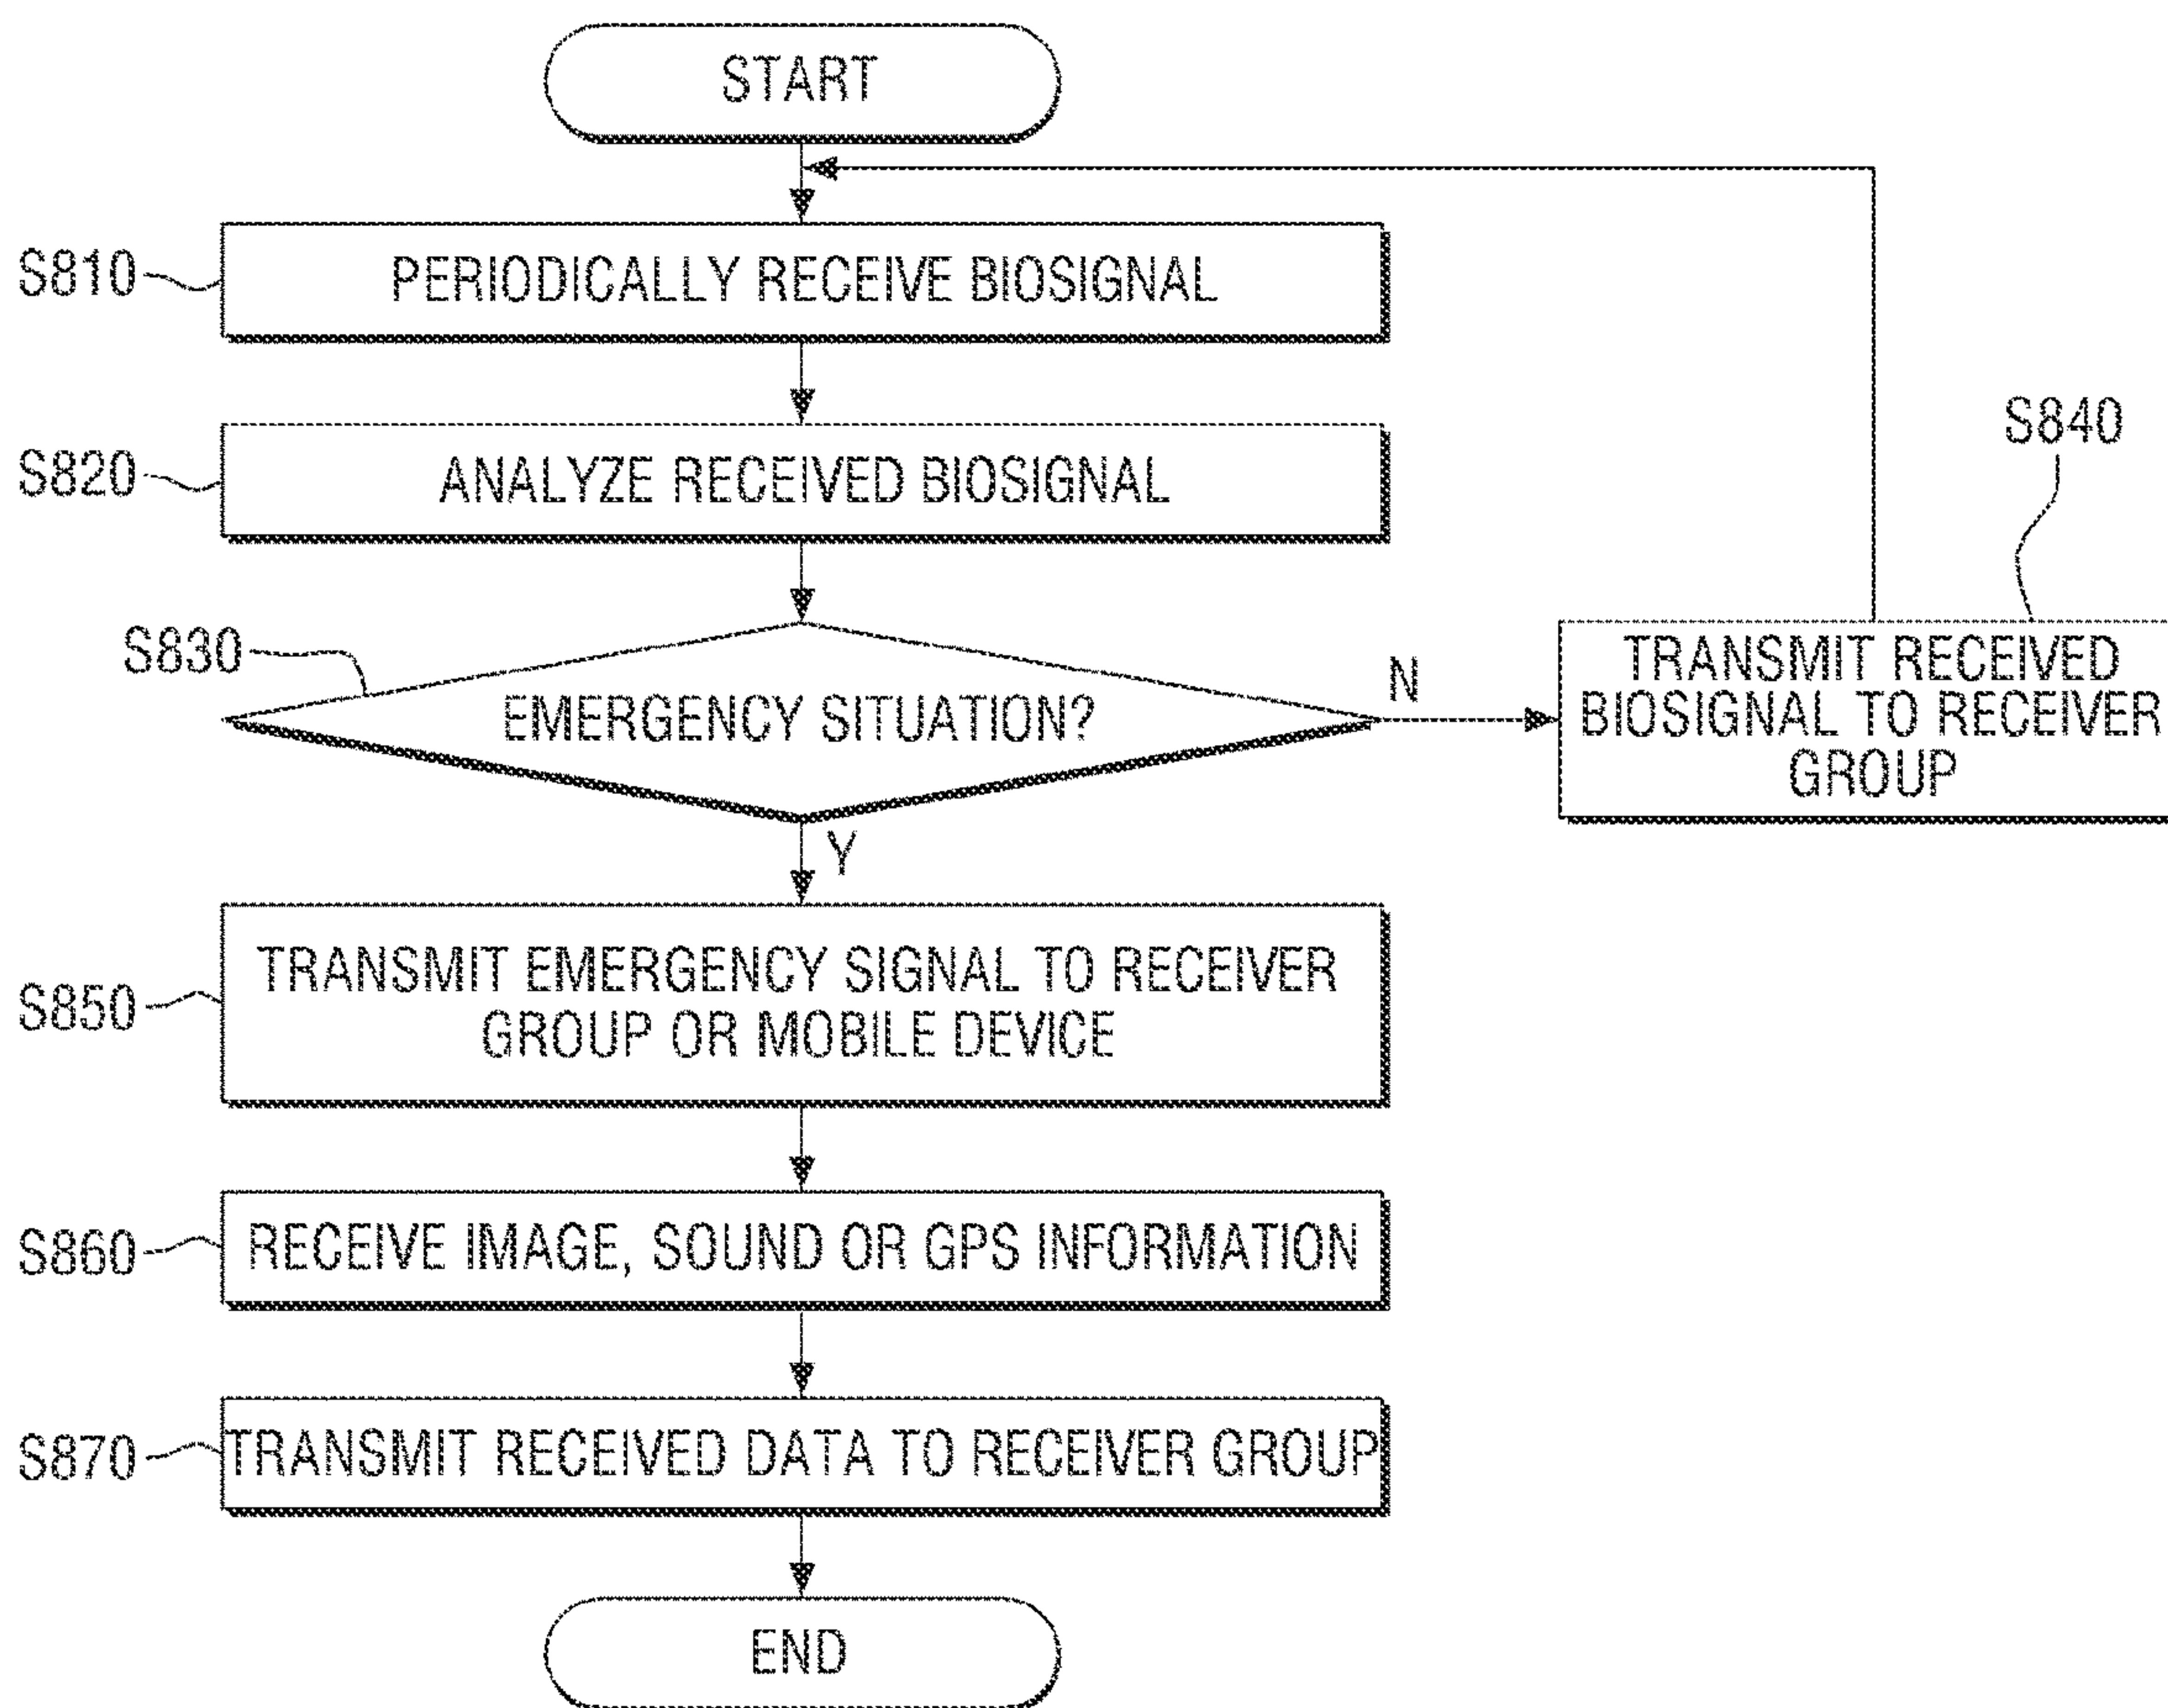 START
S810
PERIODICALLY RECEIVE BIOSIGNAL
S820
ANALYZE RECEIVED BIOSIGNAL
S830
EMERGENCY SITUATION?
N
S840
TRANSMIT RECEIVED
BIOSIGNAL TO RECEIVER
GROUP
Y
S850
TRANSMIT EMERGENCY SIGNAL TO RECEIVER
GROUP OR MOBILE DEVICE
S860
RECEIVE IMAGE, SOUND OR GPS INFORMATION
S870
TRANSMIT RECEIVED DATA TO RECEIVER GROUP
END